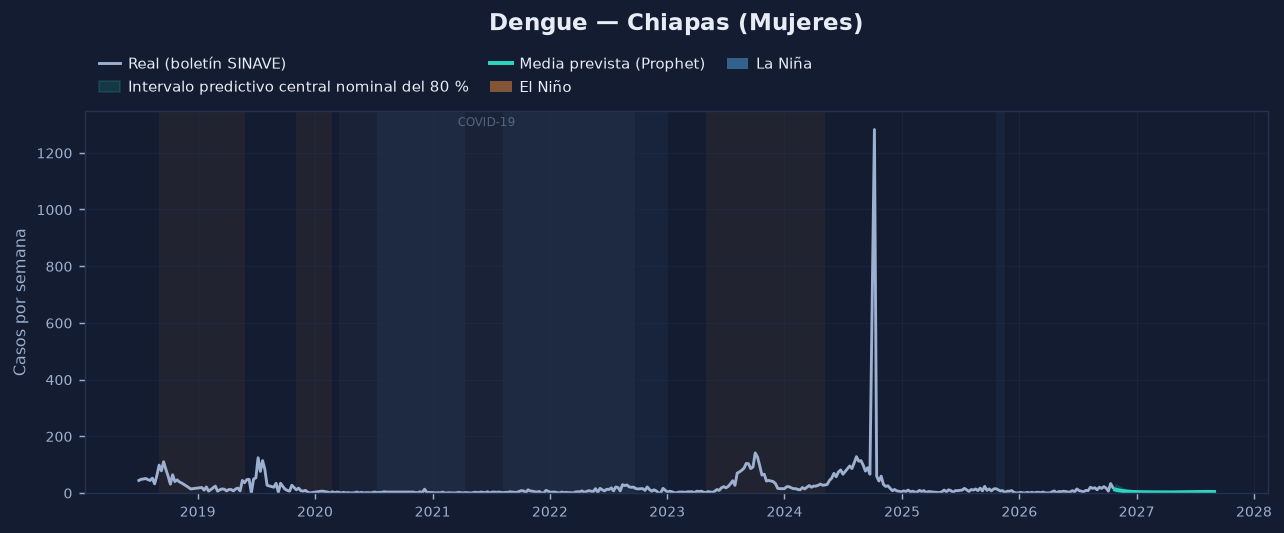 Dengue — Chiapas (Mujeres)
Real (boletín SINAVE)
Media prevista (Prophet)
La Niña
Intervalo predictivo central nominal del 80 %
El Niño
COVID-19
Casos por semana
1200
1000
800
600
400
200
0
2019 2020 2021 2022 2023 2024 2025 2026 2027 2028